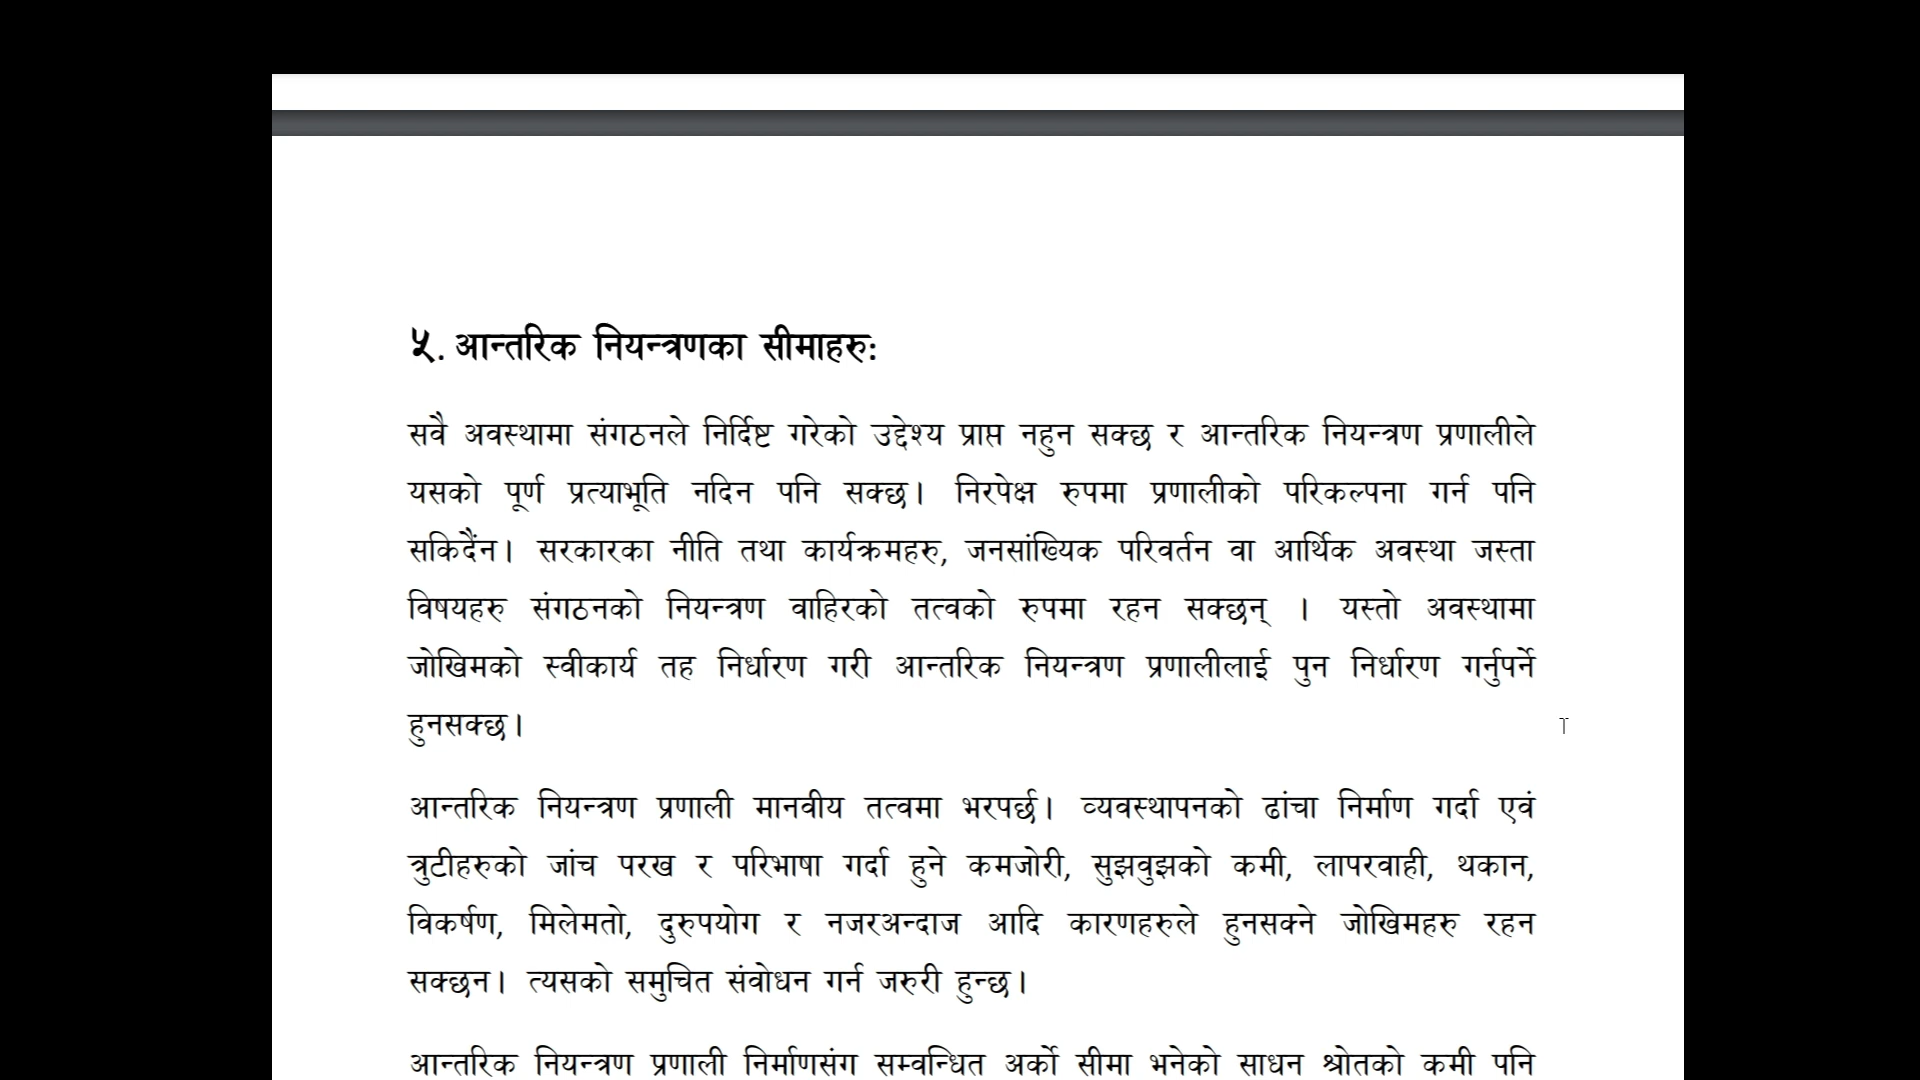 ५. आन्तरिक नियन्त्रणका सीमाहरु:
सवै अवस्थामा संगठनले निर्दिष्ट गरेको उद्देश्य प्राप्त नहुन सक्छ र आन्तरिक नियन्त्रण प्रणालीले
यसको पूर्ण प्रत्याभूति नदिन पनि सक्छ। निरपेक्ष रुपमा प्रणालीको परिकल्पना गर्न पनि
सकिदैंन। सरकारका नीति तथा कार्यक्रमहरु, जनसांख्यिक परिवर्तन वा आर्थिक अवस्था जस्ता
विषयहरु संगठनको नियन्त्रण वाहिरको तत्वको रुपमा रहन सक्छन् । यस्तो अवस्थामा
जोखिमको स्वीकार्य तह निर्धारण गरी आन्तरिक नियन्त्रण प्रणालीलाई पुन निर्धारण गर्नुपर्ने
हुनसक्छ।
आन्तरिक नियन्त्रण प्रणाली मानवीय तत्वमा भरपर्छ। व्यवस्थापनको ढांचा निर्माण गर्दा एवं
त्रुटीहरुको जांच परख र परिभाषा गर्दा हुने कमजोरी, सुझवुझको कमी, लापरवाही, थकान,
विकर्षण, मिलेमतो, दुरुपयोग र नजरअन्दाज आदि कारणहरुले हुनसक्ने जोखिमहरु रहन
सक्छन। त्यसको समुचित संवोधन गर्न जरुरी हुन्छ।
आन्तरिक नियन्त्रण प्रणाली निर्माणसंग सम्वन्धित अर्को सीमा भनेको साधन श्रोतको कमी पनि